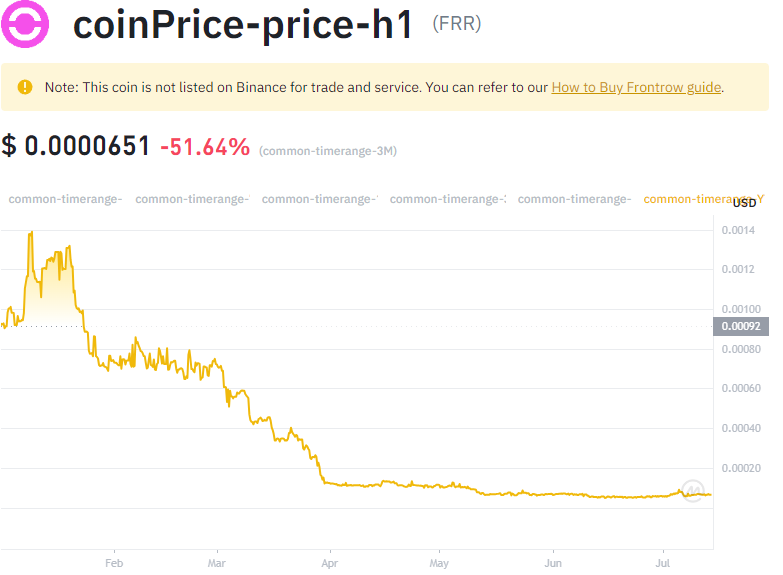 coinPrice-price-h1 (FRR)
Note: This coin is not listed on Binance for trade and service. You can refer to our How to Buy Frontrow guide.
$ 0.0000651 -51.64% (common-timerange-3M)
common-timerange- common-timerange- common-timerange- common-timerange- common-timerange- common-timerange-Y
USD
0.0014
0.0012
0.00100
0.00092
0.00080
0.00060
0.00040
0.00020
Feb Mar Apr May Jun Jul